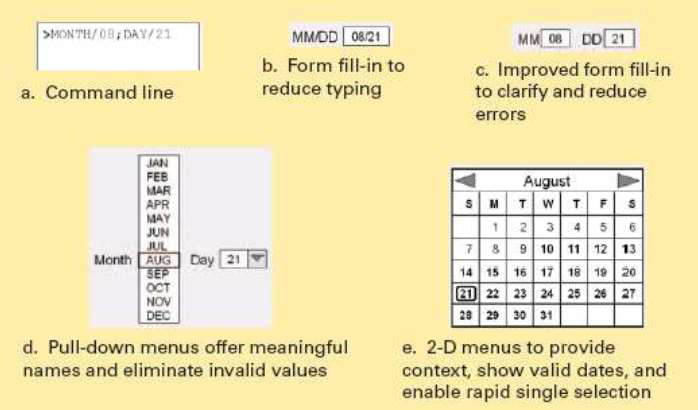 >MONTH/08;DAY/21
a. Command line
MM/DD 08/21
b. Form fill-in to
reduce typing
MM 08 DD 21
c. Improved form fill-in
to clarify and reduce
errors
JAN
FEB
MAR
APR
MAY
JUN
JUL
Month AUG Day 21
SEP
OCT
NOV
DEC
d. Pull-down menus offer meaningful
names and eliminate invalid values
August
S M T W T F S
1 2 3 4 5 6
7 8 9 10 11 12 13
14 15 16 17 18 19 20
21 22 23 24 25 26 27
28 29 30 31
e. 2-D menus to provide
context, show valid dates, and
enable rapid single selection